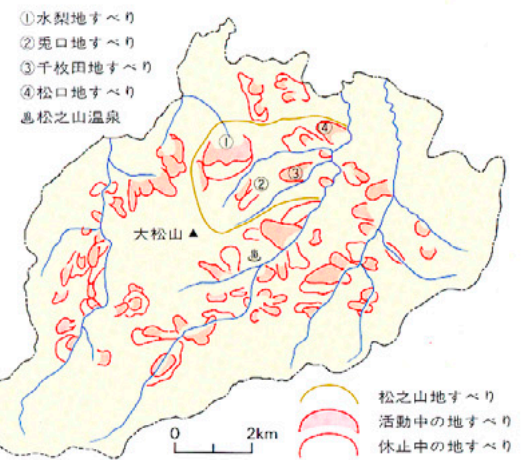 ①水梨地すべり
②兎口地すべり
③千枚田地すべり
④松口地すべり
♨松之山温泉
④
①
②
③
大松山▲
♨
松之山地すべり
活動中の地すべり
休止中の地すべり
0 2km